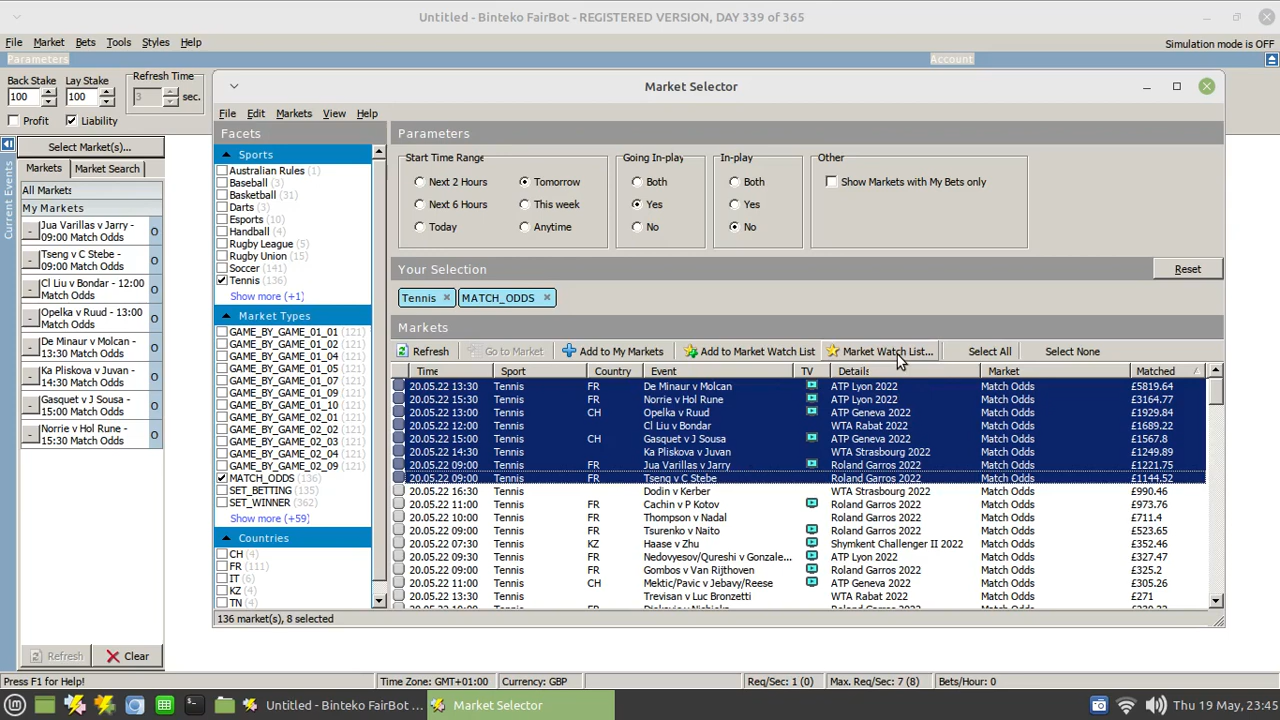 Untitled - Binteko FairBot - REGISTERED VERSION, DAY 339 of 365
File Market Bets Tools Styles Help
Simulation mode is OFF
Parameters
Account
Back Stake
100
Lay Stake
100
Refresh Time
3 sec.
Profit
Liability
Select Market(s)...
Markets Market Search
Current Events
All Markets
My Markets
- Jua Varillas v Jarry - O
09:00 Match Odds
- Tseng v C Stebe - O
09:00 Match Odds
- Cl Liu v Bondar - 12:00 O
Match Odds
- Opelka v Ruud - 13:00 O
Match Odds
- De Minaur v Molcan - O
13:30 Match Odds
- Ka Pliskova v Juvan - O
14:30 Match Odds
- Gasquet v J Sousa - O
15:00 Match Odds
- Norrie v Hol Rune - O
15:30 Match Odds
Refresh Clear
Market Selector
File Edit Markets View Help
Facets
Sports
Australian Rules (1)
Baseball (3)
Basketball (31)
Darts (3)
Esports (10)
Handball (4)
Rugby League (5)
Rugby Union (15)
Soccer (141)
Tennis (136)
Show more (+1)
Market Types
GAME_BY_GAME_01_01 (121)
GAME_BY_GAME_01_02 (121)
GAME_BY_GAME_01_04 (121)
GAME_BY_GAME_01_05 (121)
GAME_BY_GAME_01_07 (121)
GAME_BY_GAME_01_09 (121)
GAME_BY_GAME_01_10 (121)
GAME_BY_GAME_02_01 (121)
GAME_BY_GAME_02_02 (121)
GAME_BY_GAME_02_03 (121)
GAME_BY_GAME_02_04 (121)
GAME_BY_GAME_02_09 (121)
MATCH_ODDS (136)
SET_BETTING (135)
SET_WINNER (362)
Show more (+59)
Countries
CH (4)
FR (111)
IT (6)
KZ (4)
TN (4)
Parameters
Start Time Range
Next 2 Hours Tomorrow
Next 6 Hours This week
Today Anytime
Going In-play
Both
Yes
No
In-play
Both
Yes
No
Other
Show Markets with My Bets only
Your Selection
Reset
Tennis × MATCH_ODDS ×
Markets
Refresh Go to Market Add to My Markets Add to Market Watch List Market Watch List... Select All Select None
Time Sport Country Event TV Details Market Matched
20.05.22 13:30 Tennis FR De Minaur v Molcan ATP Lyon 2022 Match Odds £5819.64
20.05.22 15:30 Tennis FR Norrie v Hol Rune ATP Lyon 2022 Match Odds £3164.77
20.05.22 13:00 Tennis CH Opelka v Ruud ATP Geneva 2022 Match Odds £1929.84
20.05.22 12:00 Tennis Cl Liu v Bondar WTA Rabat 2022 Match Odds £1689.22
20.05.22 15:00 Tennis CH Gasquet v J Sousa ATP Geneva 2022 Match Odds £1567.8
20.05.22 14:30 Tennis Ka Pliskova v Juvan WTA Strasbourg 2022 Match Odds £1249.89
20.05.22 09:00 Tennis FR Jua Varillas v Jarry Roland Garros 2022 Match Odds £1221.75
20.05.22 09:00 Tennis FR Tseng v C Stebe Roland Garros 2022 Match Odds £1144.52
20.05.22 16:30 Tennis Dodin v Kerber WTA Strasbourg 2022 Match Odds £990.46
20.05.22 11:00 Tennis FR Cachin v P Kotov Roland Garros 2022 Match Odds £973.76
20.05.22 10:00 Tennis FR Thompson v Nadal Roland Garros 2022 Match Odds £711.4
20.05.22 09:00 Tennis FR Tsurenko v Naito Roland Garros 2022 Match Odds £523.65
20.05.22 07:30 Tennis KZ Haase v Zhu Shymkent Challenger II 2022 Match Odds £352.46
20.05.22 09:30 Tennis FR Nedovyesov/Qureshi v Gonzale... ATP Lyon 2022 Match Odds £327.47
20.05.22 09:00 Tennis FR Gombos v Van Rijthoven Roland Garros 2022 Match Odds £325.2
20.05.22 11:00 Tennis CH Mektic/Pavic v Jebavy/Reese ATP Geneva 2022 Match Odds £305.26
20.05.22 11:00 Tennis Trevisan v Luc Bronzetti WTA Rabat 2022 Match Odds £271
136 market(s), 8 selected
Press F1 for Help! Time Zone: GMT+01:00 Currency: GBP Req/Sec: 1 (0) Max. Req/Sec: 7 (8) Bets/Hour: 0
Untitled - Binteko FairBot ... Market Selector Thu 19 May, 23:45